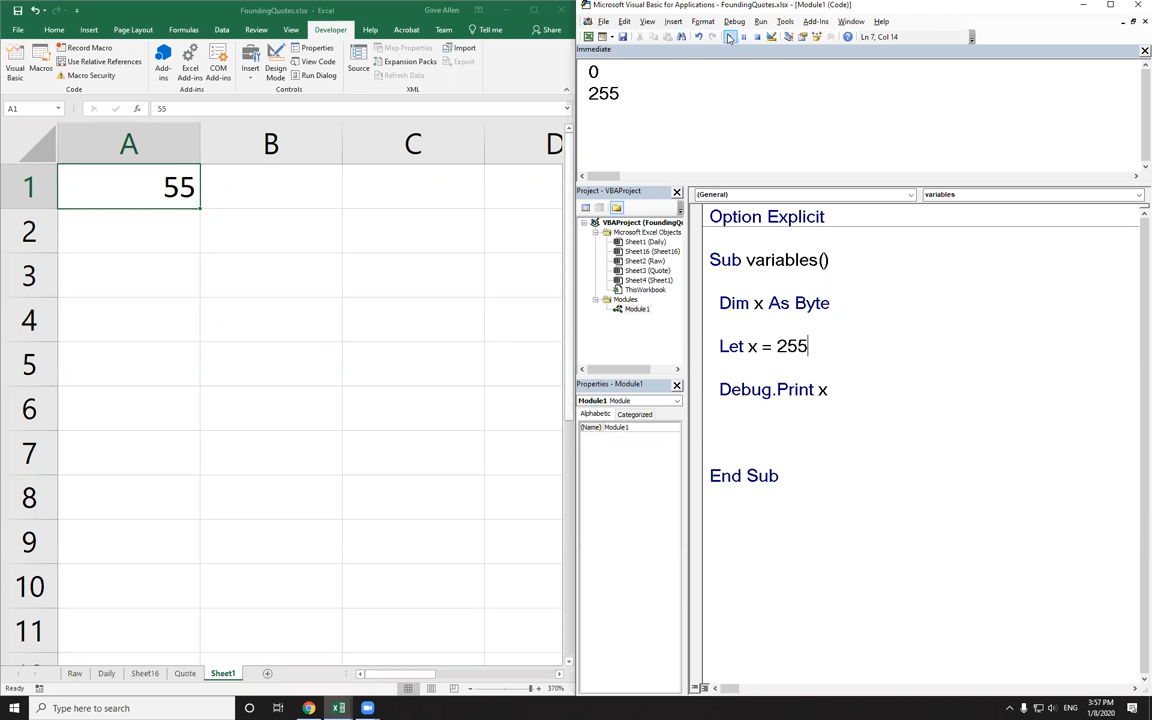 Gove Allen
FoundingQuotes.xlsx - Excel
File Home Insert Page Layout Formulas Data Review View Developer Help Acrobat Team Tell me Share
Visual Basic
Macros
Record Macro
Use Relative References
Macro Security
Code
Add-ins
Excel Add-ins
COM Add-ins
Add-ins
Insert
Design Mode
Properties
View Code
Run Dialog
Controls
Source
Map Properties
Expansion Packs
Refresh Data
Import
Export
XML
A1
fx
55
A B C D
1 55
2
3
4
5
6
7
8
9
10
11
Raw Daily Sheet16 Quote Sheet1
Ready
370%
Microsoft Visual Basic for Applications - FoundingQuotes.xlsx - [Module1 (Code)]
File Edit View Insert Format Debug Run Tools Add-Ins Window Help
Ln 7, Col 14
Immediate
0
255
Project - VBAProject
VBAProject (FoundingQu
Microsoft Excel Objects
Sheet1 (Daily)
Sheet16 (Sheet16)
Sheet2 (Raw)
Sheet3 (Quote)
Sheet4 (Sheet1)
ThisWorkbook
Modules
Module1
Properties - Module1
Module1 Module
Alphabetic Categorized
(Name) Module1
(General)
variables
Option Explicit
Sub variables()
Dim x As Byte
Let x = 255
Debug.Print x
End Sub
Type here to search
ENG
3:57 PM
1/8/2020